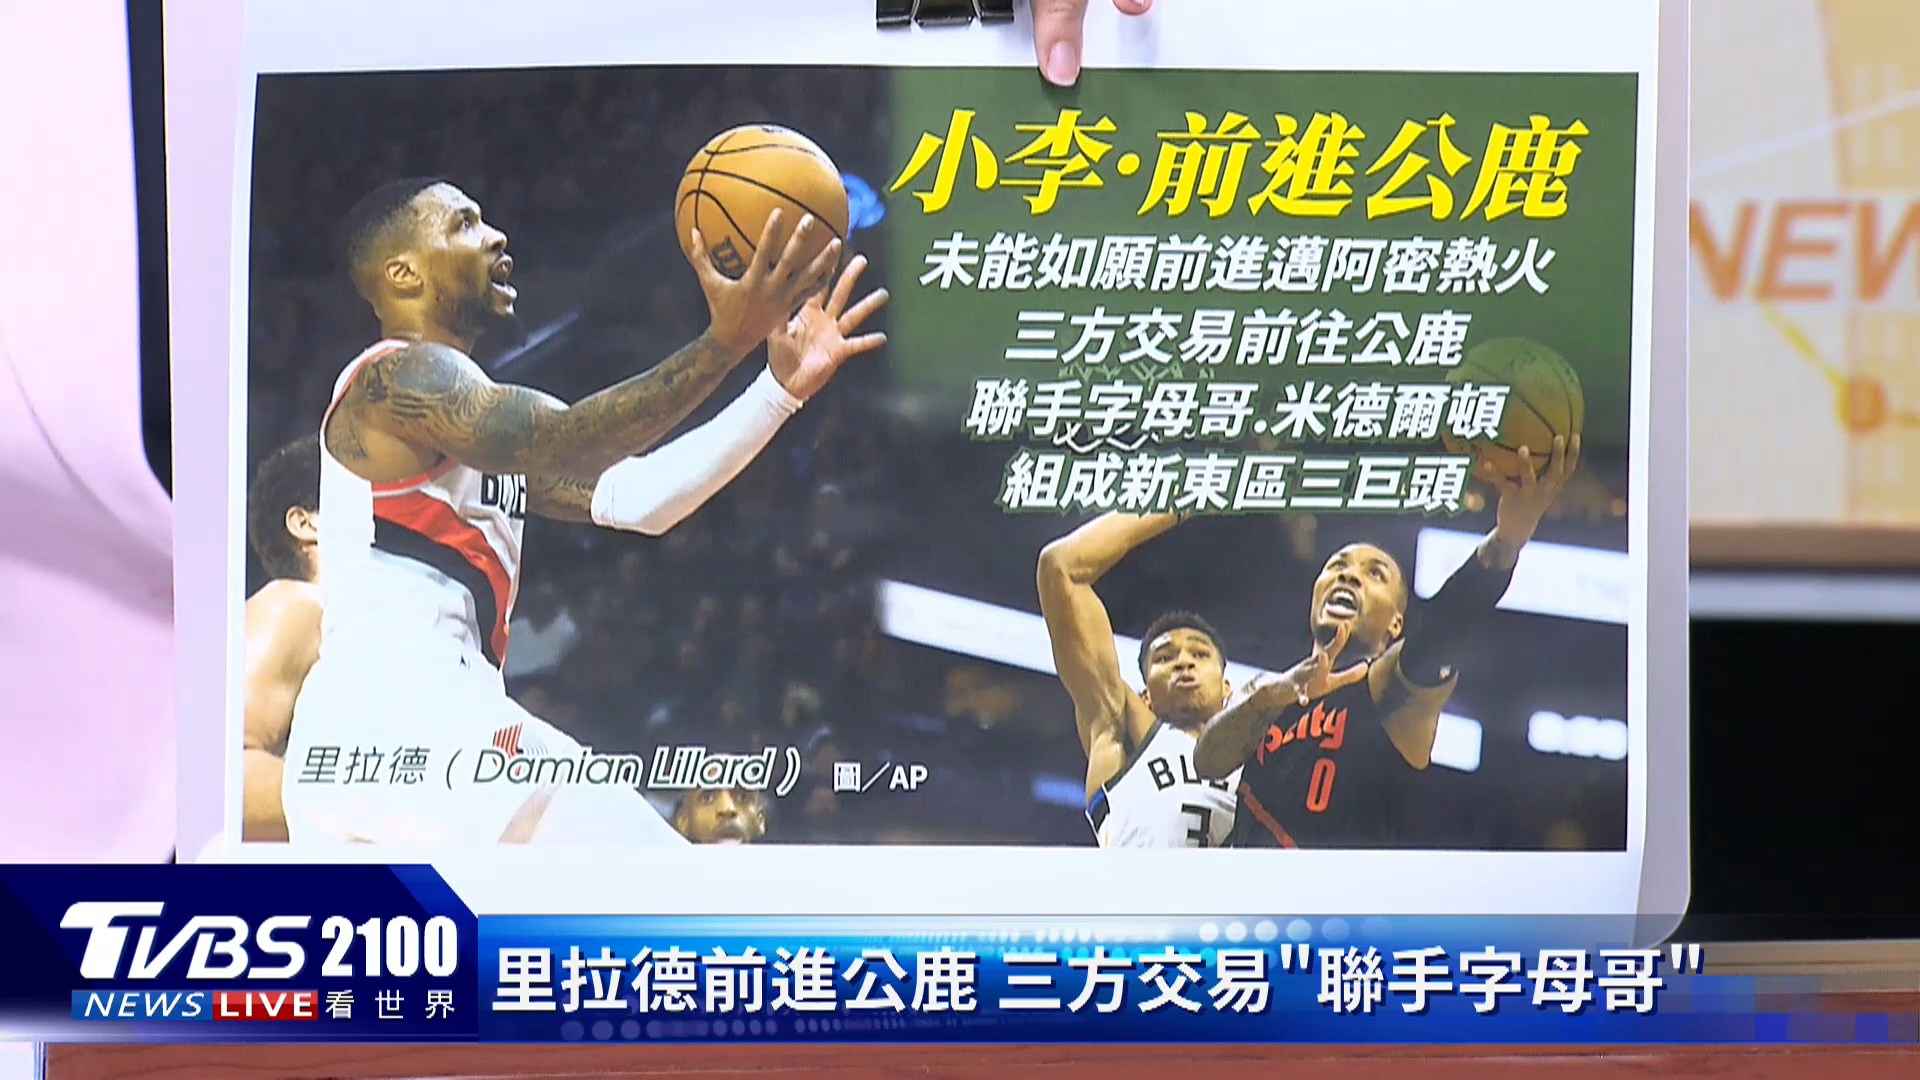 小李·前進公鹿
未能如願前進邁阿密熱火
三方交易前往公鹿
聯手字母哥.米德爾頓
組成新東區三巨頭
里拉德（Damian Lillard） 圖／AP
0
3
NEW
TVBS 2100
NEWS LIVE 看世界
里拉德前進公鹿 三方交易"聯手字母哥"